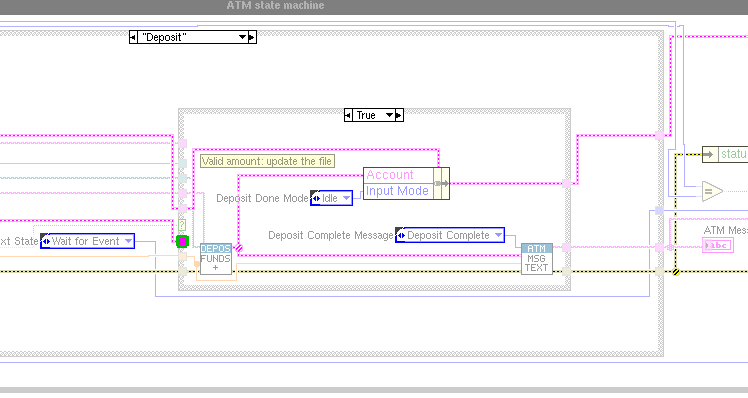 ATM state machine
"Deposit"
True
Valid amount: update the file
Account
Input Mode
Deposit Done Mode
Idle
statu
Deposit Complete Message
Deposit Complete
ATM Mess
abc
xt State
Wait for Event
?
DEPOS
FUNDS
+
ATM
MSG
TEXT